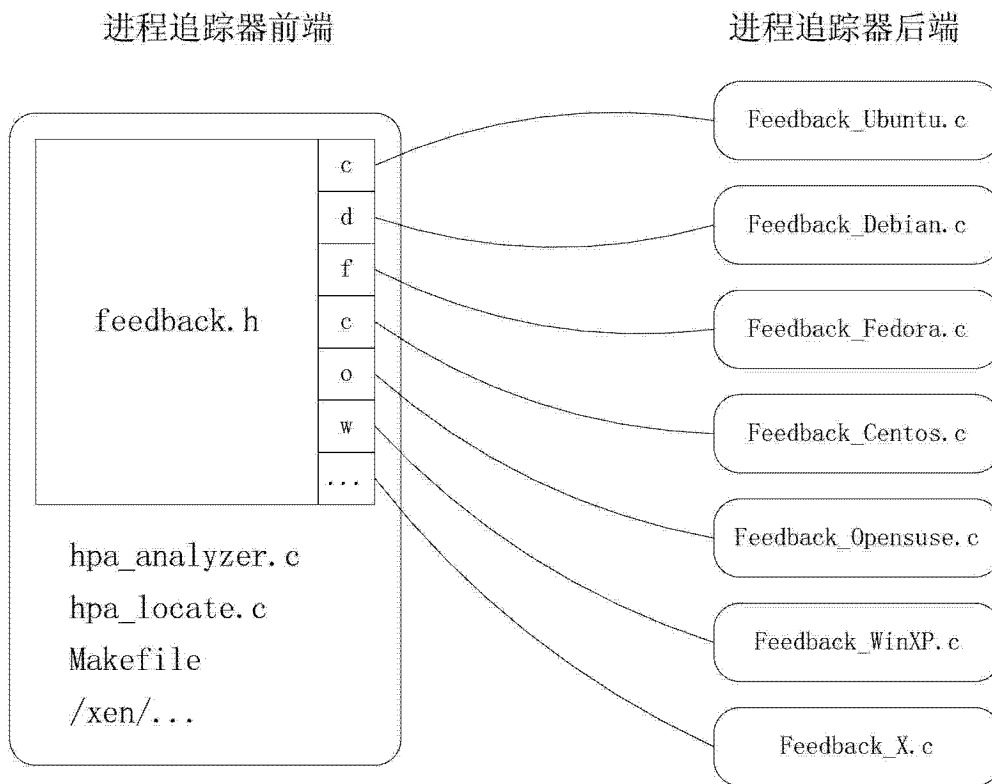 进程追踪器前端
进程追踪器后端
feedback.h
c
d
f
c
o
w
...
hpa_analyzer.c
hpa_locate.c
Makefile
/xen/...
Feedback_Ubuntu.c
Feedback_Debian.c
Feedback_Fedora.c
Feedback_Centos.c
Feedback_Opensuse.c
Feedback_WinXP.c
Feedback_X.c